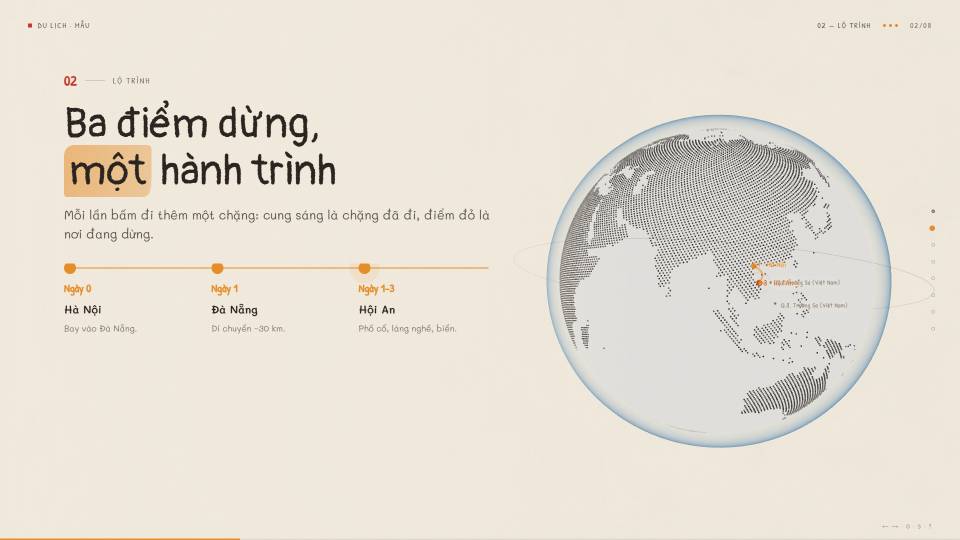 DU LỊCH · MẪU
02 — LỘ TRÌNH
02/08
02 — LỘ TRÌNH
Ba điểm dừng,
một hành trình
Mỗi lần bấm đi thêm một chặng: cung sáng là chặng đã đi, điểm đỏ là
nơi đang dừng.
Ngày 0
Hà Nội
Bay vào Đà Nẵng.
Ngày 1
Đà Nẵng
Di chuyển ~30 km.
Ngày 1-3
Hội An
Phố cổ, làng nghề, biển.
Q.đ. Trường Sa (Việt Nam)